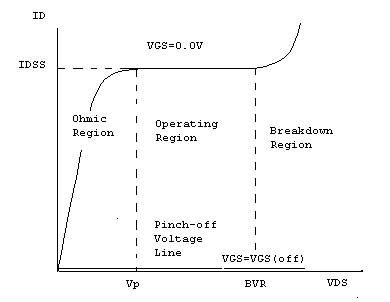 ID
VGS=0.0V
IDSS
Ohmic
Region
Operating
Region
Breakdown
Region
Pinch-off
Voltage
Line
VGS=VGS(off)
Vp
BVR
VDS